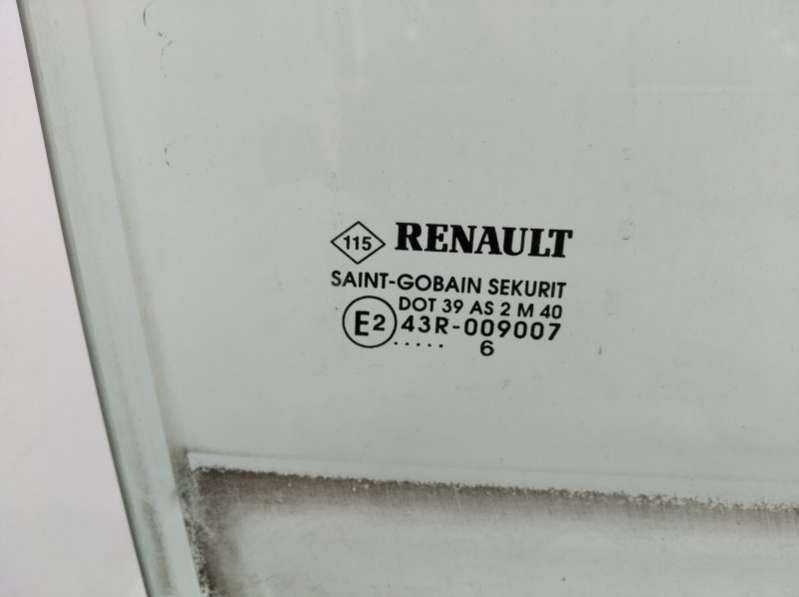 115 RENAULT
SAINT-GOBAIN SEKURIT
DOT 39 AS 2 M 40
E2 43R-009007
..... 6